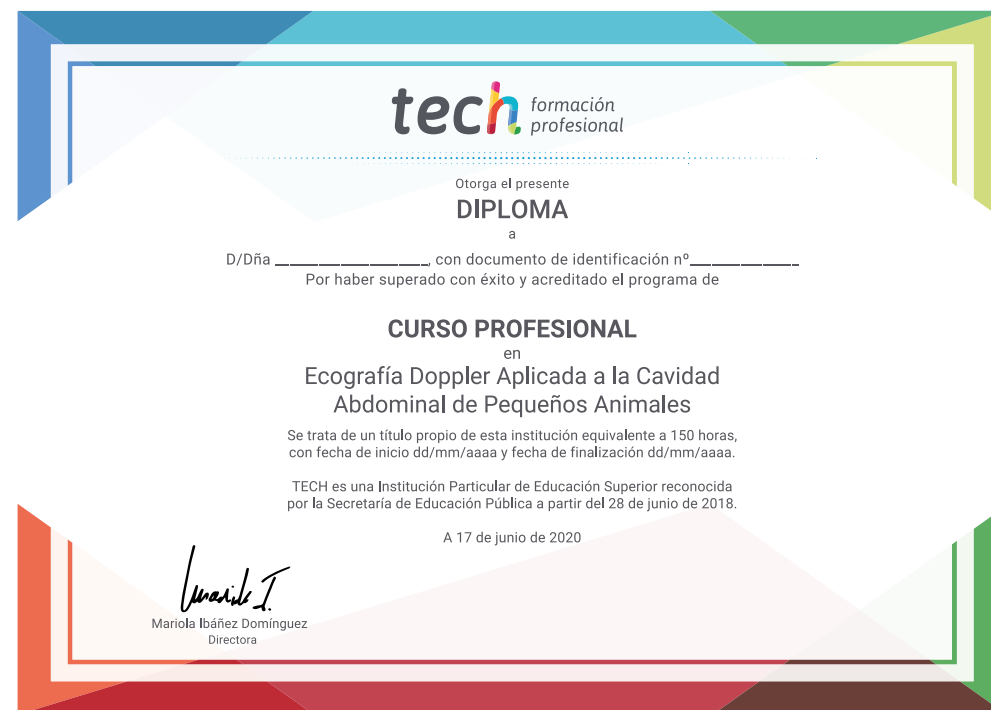 tech formación
profesional
Otorga el presente
DIPLOMA
a
D/Dña ____________________, con documento de identificación nº______________
Por haber superado con éxito y acreditado el programa de
CURSO PROFESIONAL
en
Ecografía Doppler Aplicada a la Cavidad
Abdominal de Pequeños Animales
Se trata de un título propio de esta institución equivalente a 150 horas,
con fecha de inicio dd/mm/aaaa y fecha de finalización dd/mm/aaaa.
TECH es una Institución Particular de Educación Superior reconocida
por la Secretaría de Educación Pública a partir del 28 de junio de 2018.
A 17 de junio de 2020
Mariola Ibáñez Domínguez
Directora